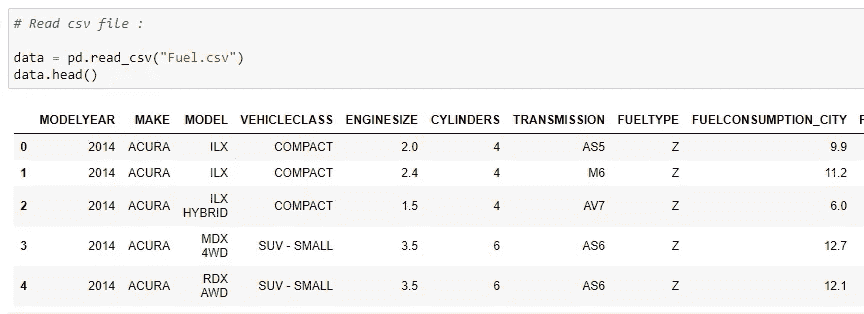 # Read csv file :
data = pd.read_csv("Fuel.csv")
data.head()
MODELYEAR MAKE MODEL VEHICLECLASS ENGINESIZE CYLINDERS TRANSMISSION FUELTYPE FUELCONSUMPTION_CITY F
0 2014 ACURA ILX COMPACT 2.0 4 AS5 Z 9.9
1 2014 ACURA ILX COMPACT 2.4 4 M6 Z 11.2
2 2014 ACURA ILX HYBRID COMPACT 1.5 4 AV7 Z 6.0
3 2014 ACURA MDX 4WD SUV - SMALL 3.5 6 AS6 Z 12.7
4 2014 ACURA RDX AWD SUV - SMALL 3.5 6 AS6 Z 12.1